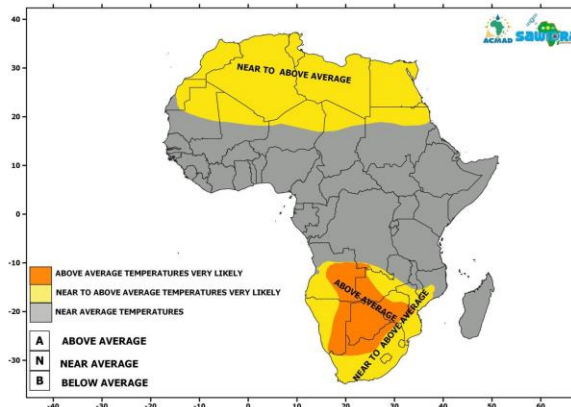 ACMAD
40
30
20
10
0
-10
-20
-30
NEAR TO ABOVE AVERAGE
ABOVE AVERAGE
NEAR TO ABOVE AVERAGE
ABOVE AVERAGE TEMPERATURES VERY LIKELY
NEAR TO ABOVE AVERAGE TEMPERATURES VERY LIKELY
NEAR AVERAGE TEMPERATURES
A ABOVE AVERAGE
N NEAR AVERAGE
B BELOW AVERAGE
-40 -20 -10 0 10 20 30 40 60